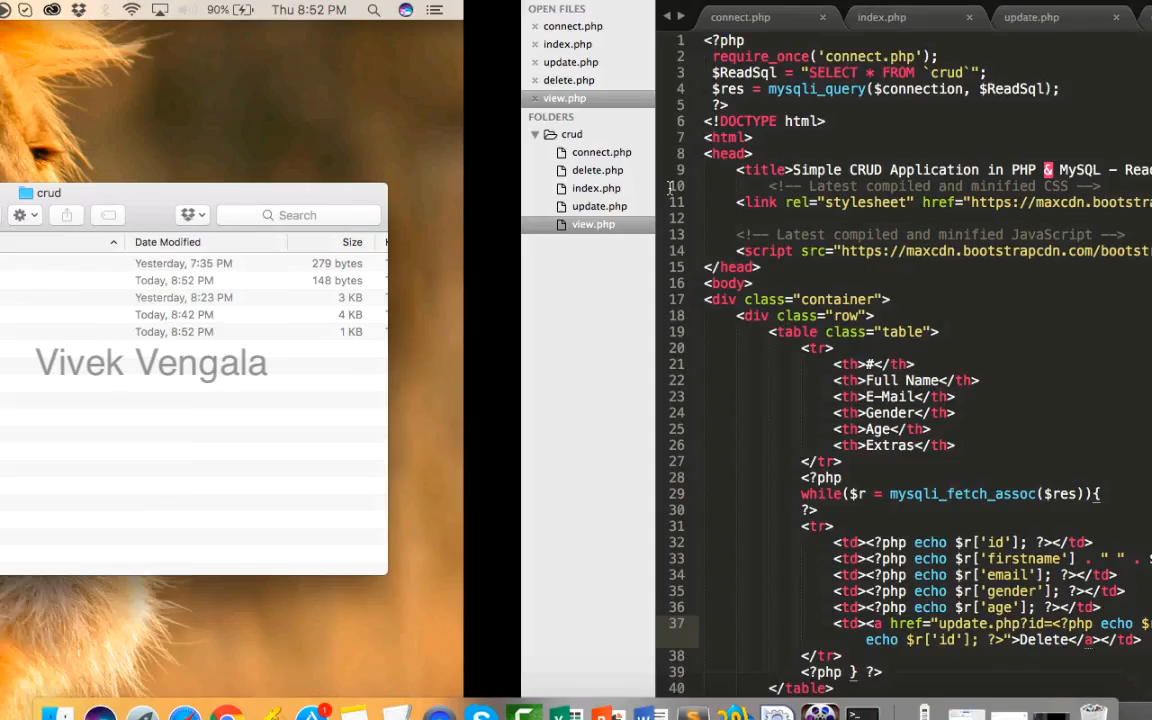 90% Thu 8:52 PM
crud
Search
Date Modified Size
Yesterday, 7:35 PM 279 bytes
Today, 8:52 PM 148 bytes
Yesterday, 8:23 PM 3 KB
Today, 8:42 PM 4 KB
Today, 8:52 PM 1 KB
Vivek Vengala
OPEN FILES
connect.php
index.php
update.php
delete.php
view.php
FOLDERS
crud
connect.php
delete.php
index.php
update.php
view.php
connect.php index.php update.php
1 <?php
2 require_once('connect.php');
3 $ReadSql = "SELECT * FROM `crud`";
4 $res = mysqli_query($connection, $ReadSql);
5 ?>
6 <!DOCTYPE html>
7 <html>
8 <head>
9 <title>Simple CRUD Application in PHP & MySQL - Rea
10 <!-- Latest compiled and minified CSS -->
11 <link rel="stylesheet" href="https://maxcdn.bootstra
12
13 <!-- Latest compiled and minified JavaScript -->
14 <script src="https://maxcdn.bootstrapcdn.com/bootst
15 </head>
16 <body>
17 <div class="container">
18 <div class="row">
19 <table class="table">
20 <tr>
21 <th>#</th>
22 <th>Full Name</th>
23 <th>E-Mail</th>
24 <th>Gender</th>
25 <th>Age</th>
26 <th>Extras</th>
27 </tr>
28 <?php
29 while($r = mysqli_fetch_assoc($res)){
30 ?>
31 <tr>
32 <td><?php echo $r['id']; ?></td>
33 <td><?php echo $r['firstname'] . " " .
34 <td><?php echo $r['email']; ?></td>
35 <td><?php echo $r['gender']; ?></td>
36 <td><?php echo $r['age']; ?></td>
37 <td><a href="update.php?id=<?php echo $
echo $r['id']; ?>">Delete</a></td>
38 </tr>
39 <?php } ?>
40 </table>